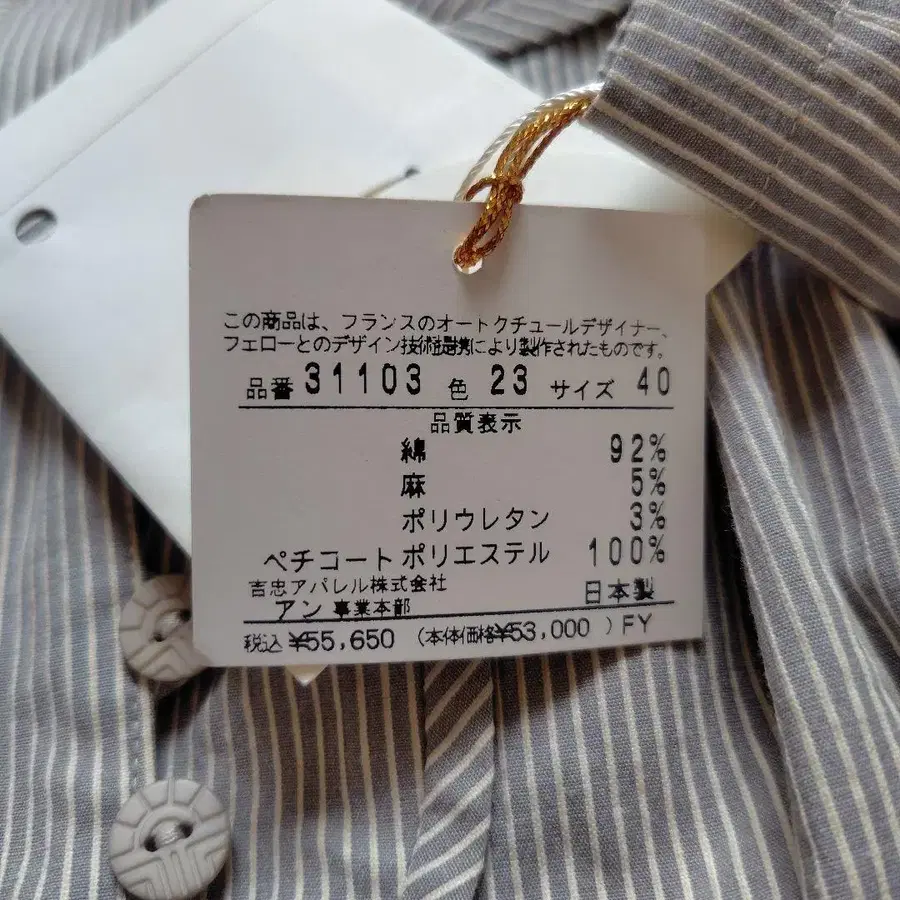 この商品は、フランスのオートクチュールデザイナー、
フェローとのデザイン技術提携により製作されたものです。
品番 31103 色 23 サイズ 40
品質表示
綿 92%
麻 5%
ポリウレタン 3%
ペチコート ポリエステル 100%
吉忠アパレル株式会社
アン 事業本部 日本製
税込 ¥55,650 (本体価格¥53,000 ) FY